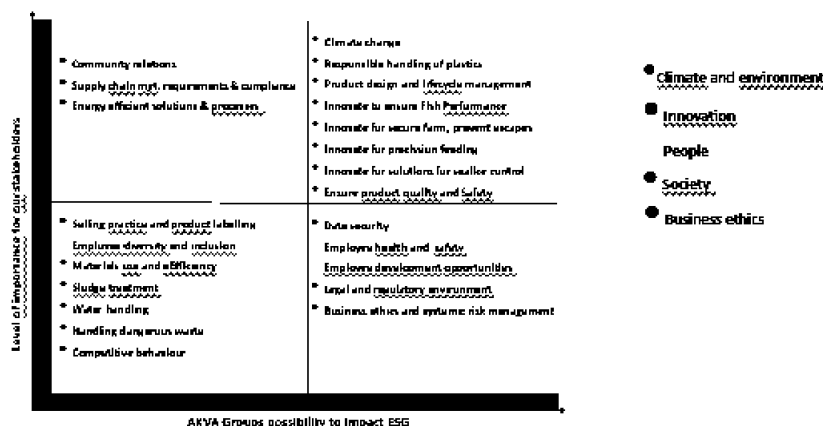 Level of importance for our stakeholders
Community relations
Supply chain mgt. requirements & compliance
Energy efficient solutions & processes
Climate change
Responsible handling of plastics
Product design and lifecycle management
Innovate to ensure Fish Performance
Innovate for secure farm, prevent escapes
Innovate for precision feeding
Innovate for solutions for sealice control
Ensure product quality and Safety
Selling practice and product labelling
Employee diversity and inclusion
Materials use and efficiency
Sludge treatment
Water handling
Handling dangerous waste
Competitive behaviour
Data security
Employee health and safety
Employee development opportunities
Legal and regulatory environment
Business ethics and systemic risk management
AKVA Groups possibility to impact ESG
Climate and environment
Innovation
People
Society
Business ethics